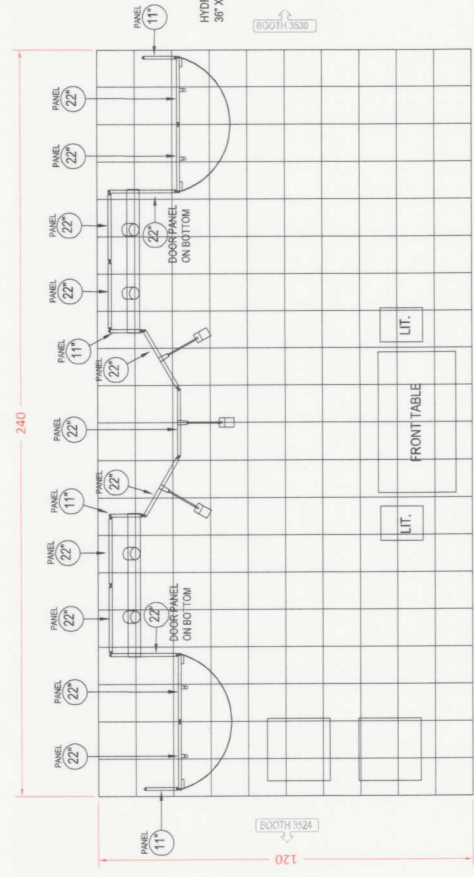 240
120
BOOTH 3524
BOOTH 3530
PANEL
11"
PANEL
22"
PANEL
22"
22"
DOOR PANEL
ON BOTTOM
PANEL
22"
PANEL
22"
PANEL
11"
PANEL
22"
PANEL
22"
PANEL
22"
PANEL
11"
PANEL
22"
PANEL
22"
22"
DOOR PANEL
ON BOTTOM
PANEL
22"
PANEL
22"
PANEL
11"
HYDR
36" X
LIT.
FRONT TABLE
LIT.